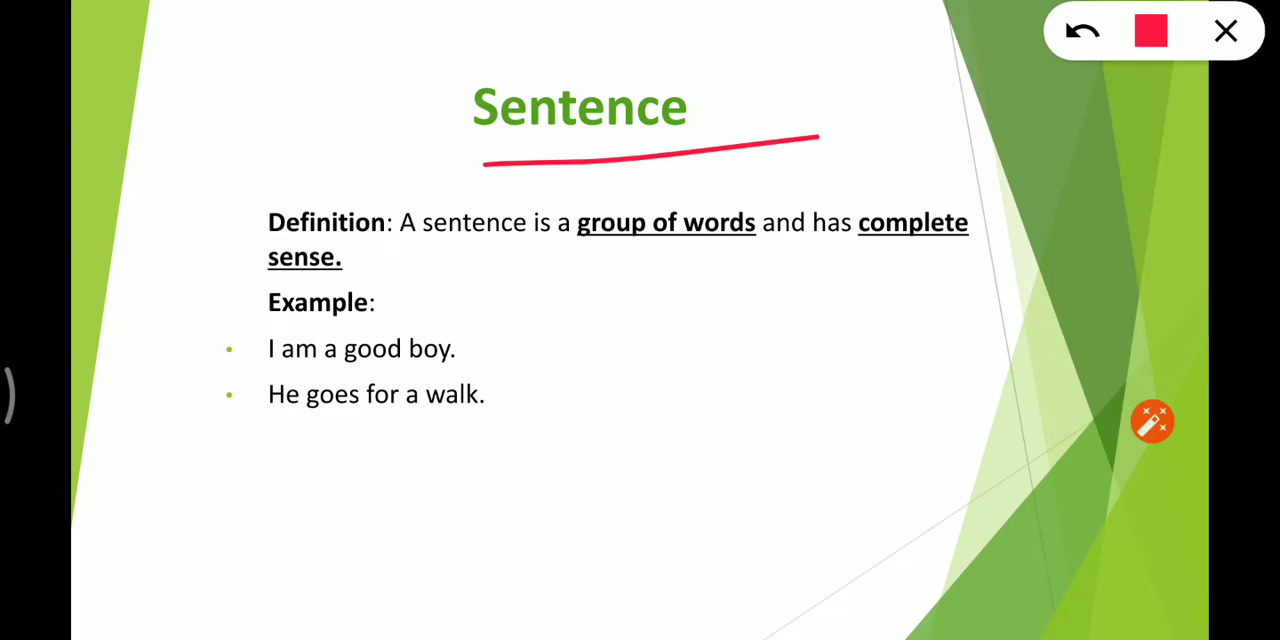 Sentence
Definition: A sentence is a group of words and has complete
sense.
Example:
• I am a good boy.
• He goes for a walk.